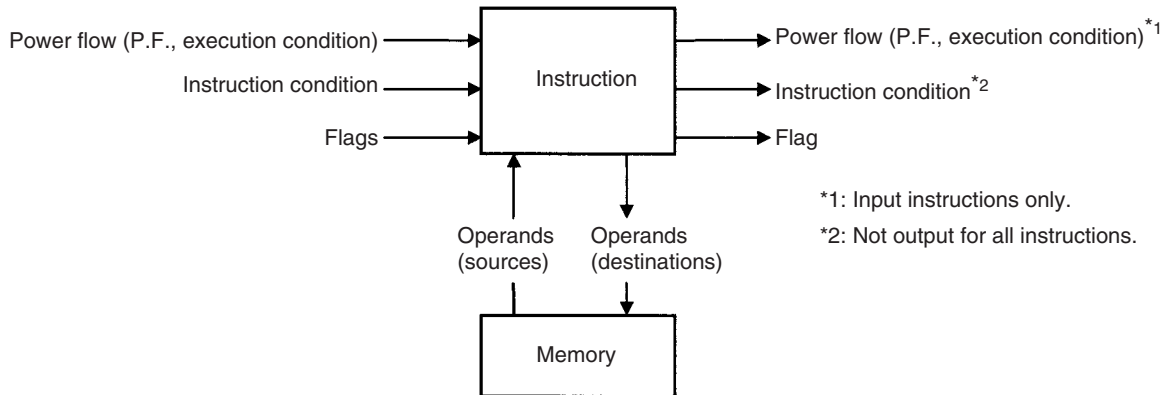 Power flow (P.F., execution condition)
Instruction condition
Flags
Instruction
Power flow (P.F., execution condition)*1
Instruction condition*2
Flag
*1: Input instructions only.
*2: Not output for all instructions.
Operands
(sources)
Operands
(destinations)
Memory